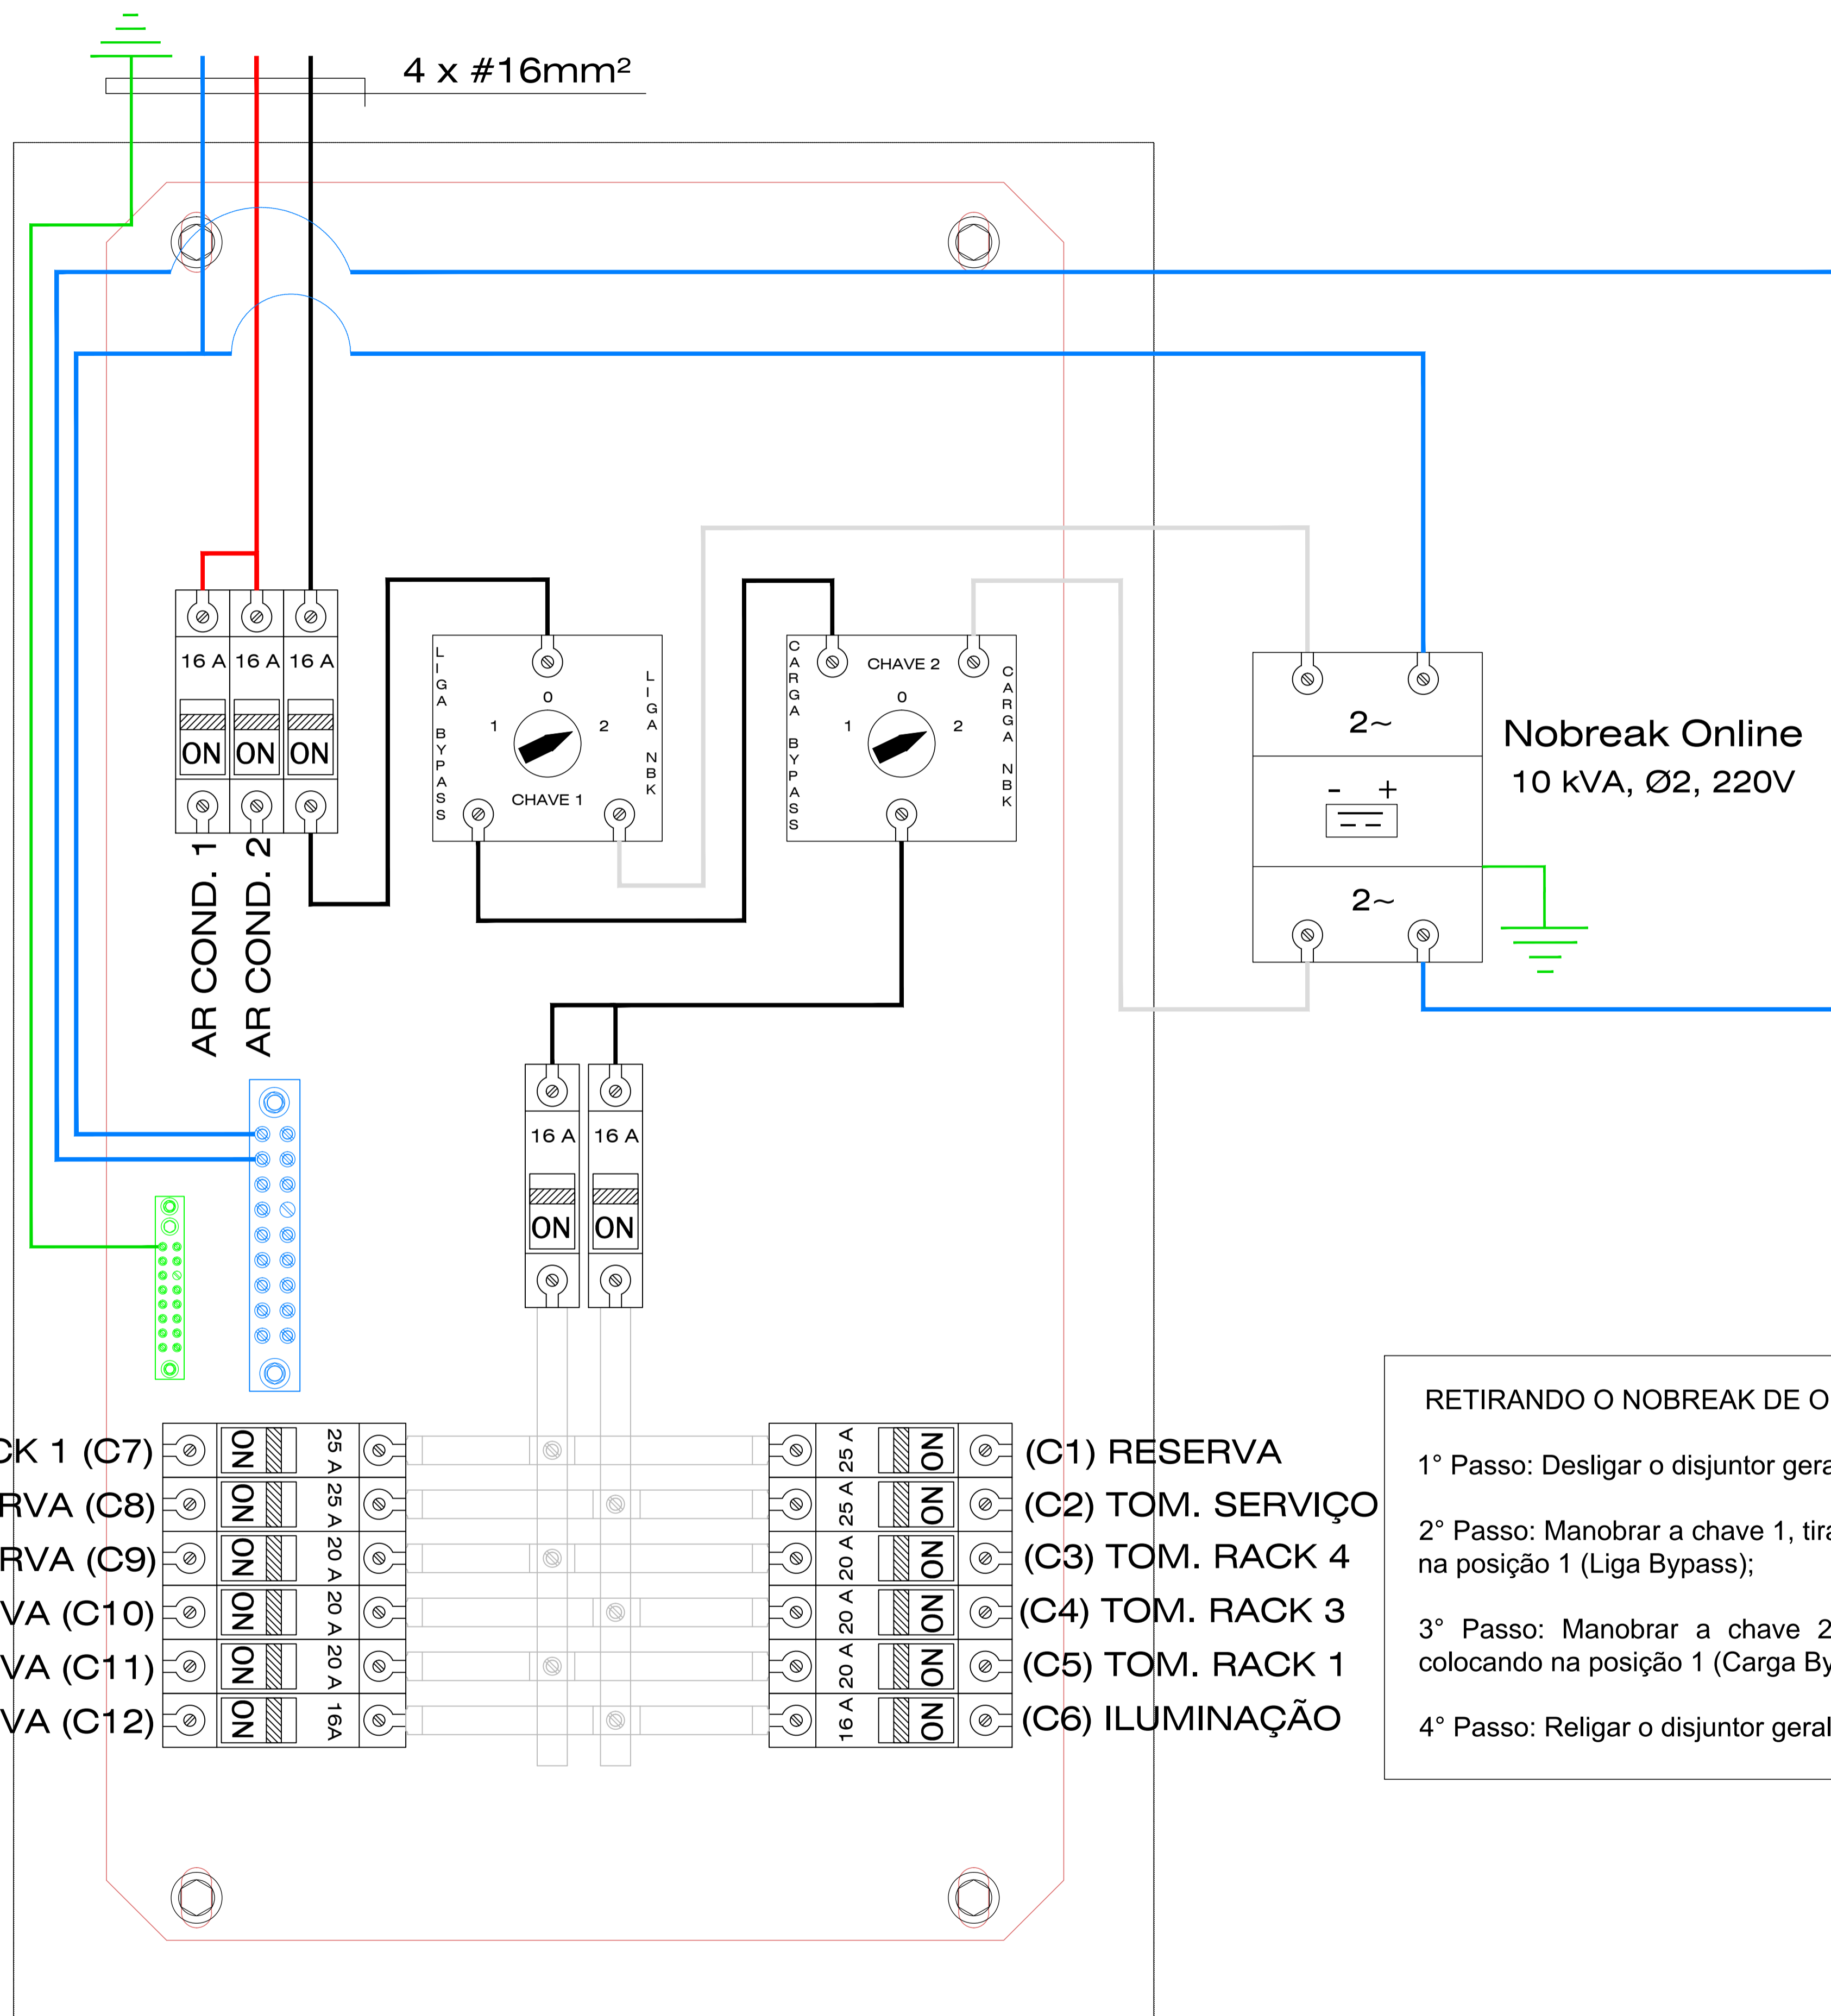 4 x #16mm²
16 A 16 A 16 A
ON ON ON
AR COND. 1
AR COND. 2
LIGA BYPASS
0
1 2
CHAVE 1
LIGA NBK
CARGA BYPASS
CHAVE 2
0
1 2
CARGA NBK
2~
- +
2~
Nobreak Online
10 kVA, Ø2, 220V
16 A 16 A
ON ON
CK 1 (C7) ON 25 A
RVA (C8) ON 25 A
RVA (C9) ON 20 A
VA (C10) ON 20 A
VA (C11) ON 20 A
VA (C12) ON 16A
25 A ON (C1) RESERVA
25 A ON (C2) TOM. SERVIÇO
20 A ON (C3) TOM. RACK 4
20 A ON (C4) TOM. RACK 3
20 A ON (C5) TOM. RACK 1
16 A ON (C6) ILUMINAÇÃO
RETIRANDO O NOBREAK DE O
1° Passo: Desligar o disjuntor gera
2° Passo: Manobrar a chave 1, tira
na posição 1 (Liga Bypass);
3° Passo: Manobrar a chave 2
colocando na posição 1 (Carga By
4° Passo: Religar o disjuntor geral